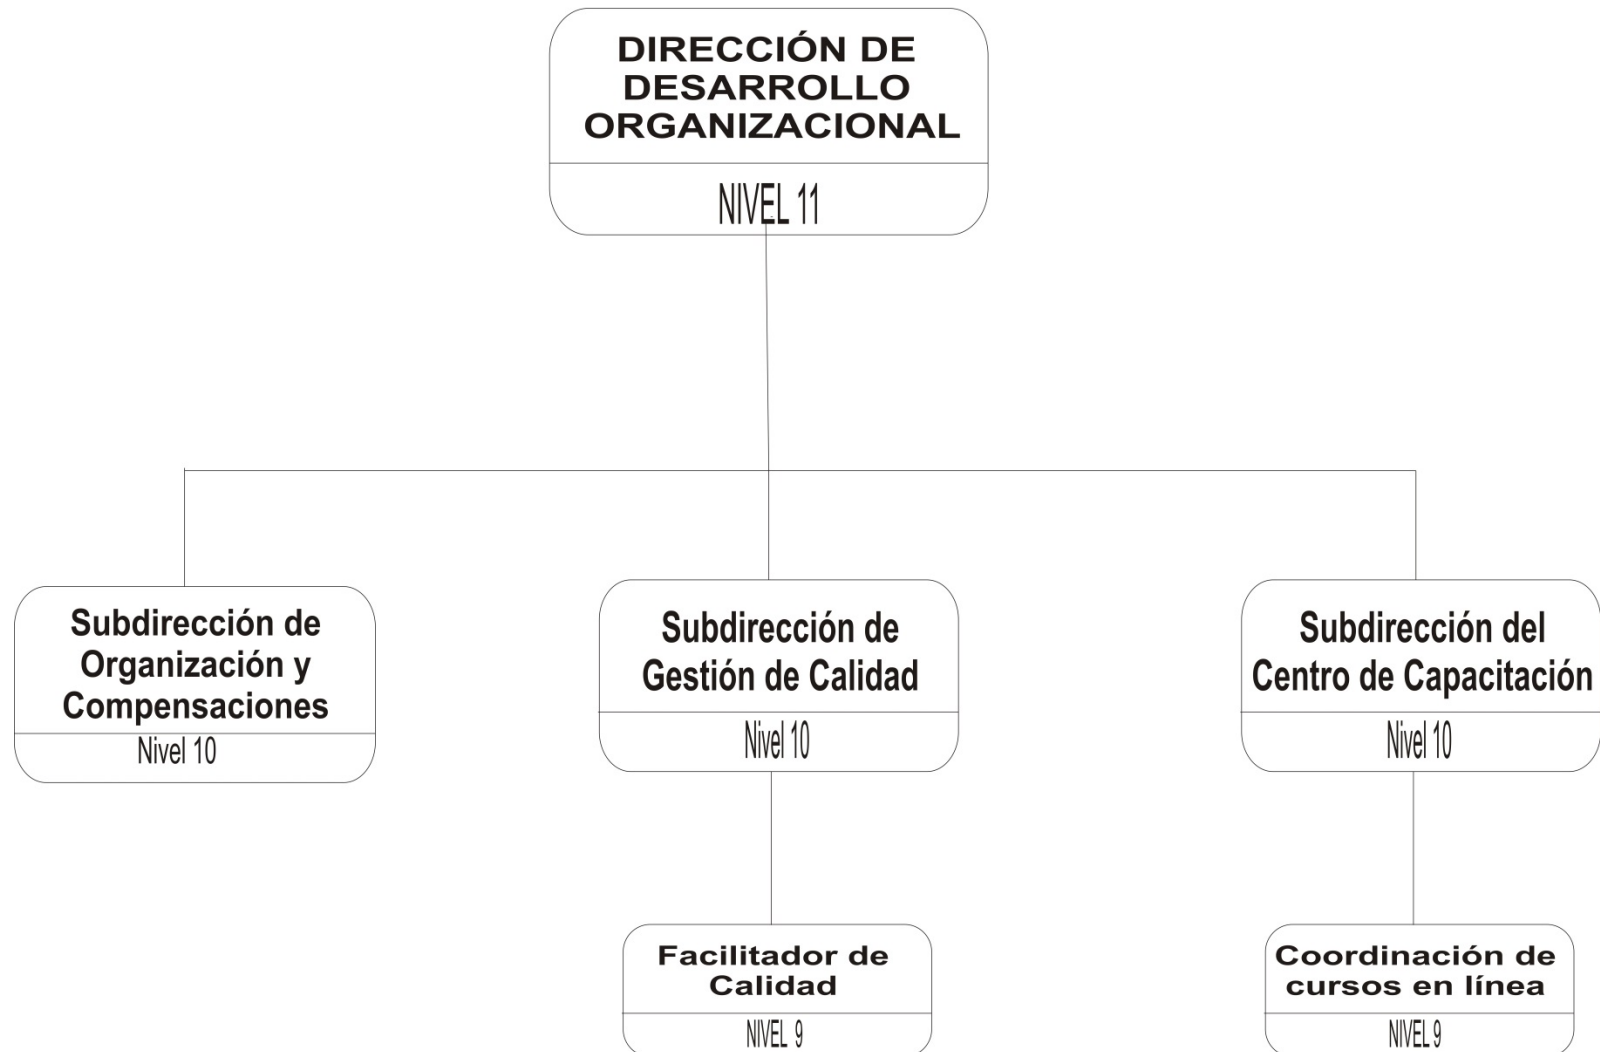 DIRECCIÓN DE
DESARROLLO
ORGANIZACIONAL
NIVEL 11
Subdirección de
Organización y
Compensaciones
Nivel 10
Subdirección de
Gestión de Calidad
Nivel 10
Subdirección del
Centro de Capacitación
Nivel 10
Facilitador de
Calidad
NIVEL 9
Coordinación de
cursos en línea
NIVEL 9